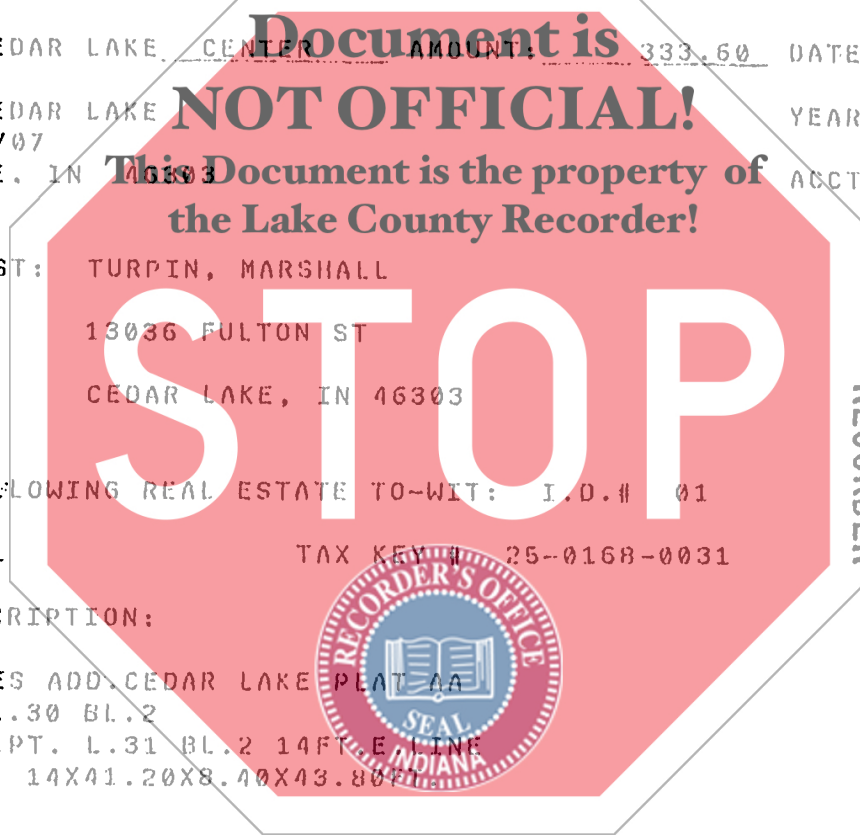 Document is
EDAR LAKE CENTER AMOUNT: 333.60 DATE
NOT OFFICIAL!
EDAR LAKE YEAR
/07
This Document is the property of
E. IN 46303 ACCT
the Lake County Recorder!
ST: TURPIN, MARSHALL
13036 FULTON ST
CEDAR LAKE, IN 46303
STOP
RECORDER
LOWING REAL ESTATE TO-WIT: I.D.# 01
TAX KEY # 25-0168-0031
CRIPTION:
ES ADD.CEDAR LAKE PLAT AA
L.30 BL.2
PT. L.31 BL.2 14FT.E.LINE
14X41.20X8.40X43.80FT.
RECORDER'S OFFICE
SEAL
INDIANA